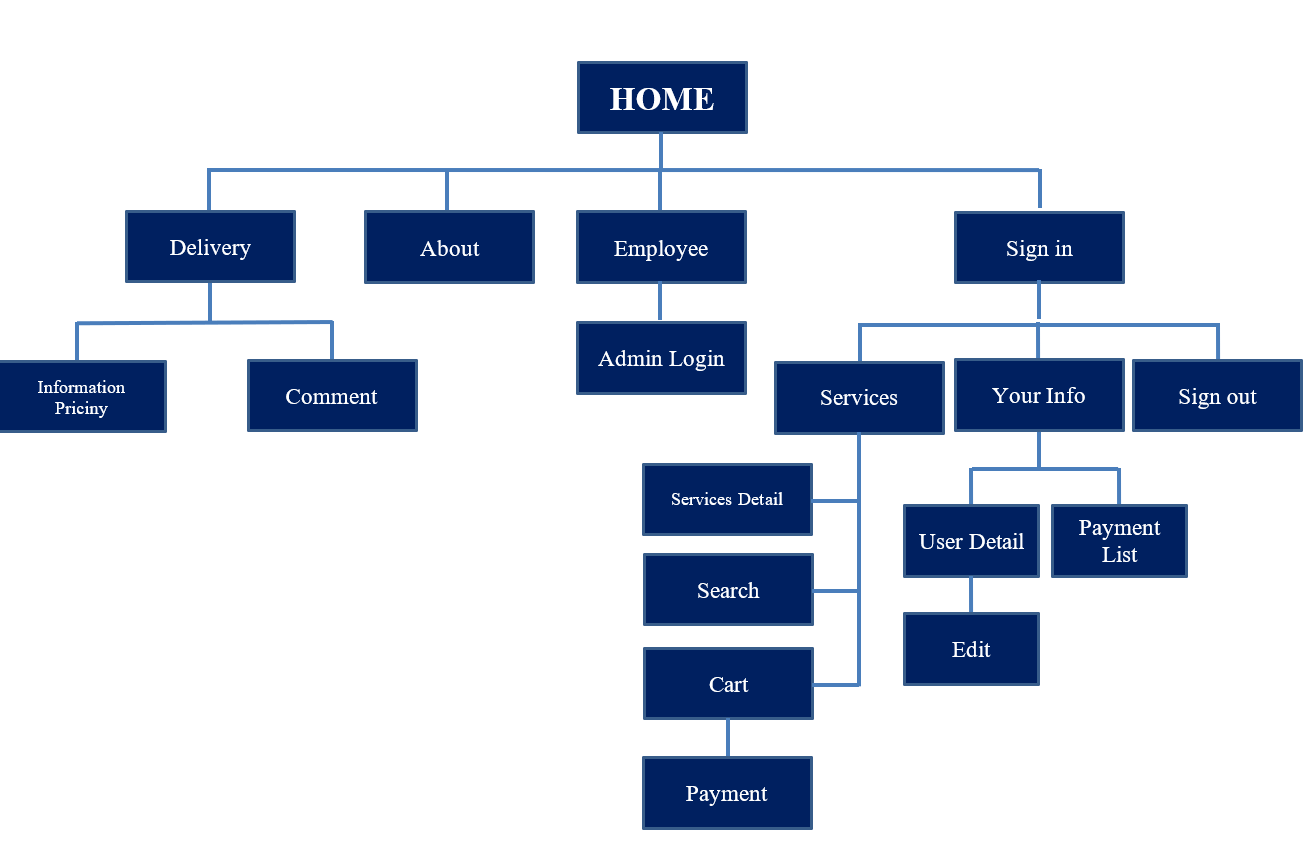 HOME
Delivery
About
Employee
Sign in
Information
Priciny
Comment
Admin Login
Services
Your Info
Sign out
Services Detail
Search
Cart
Payment
User Detail
Payment
List
Edit